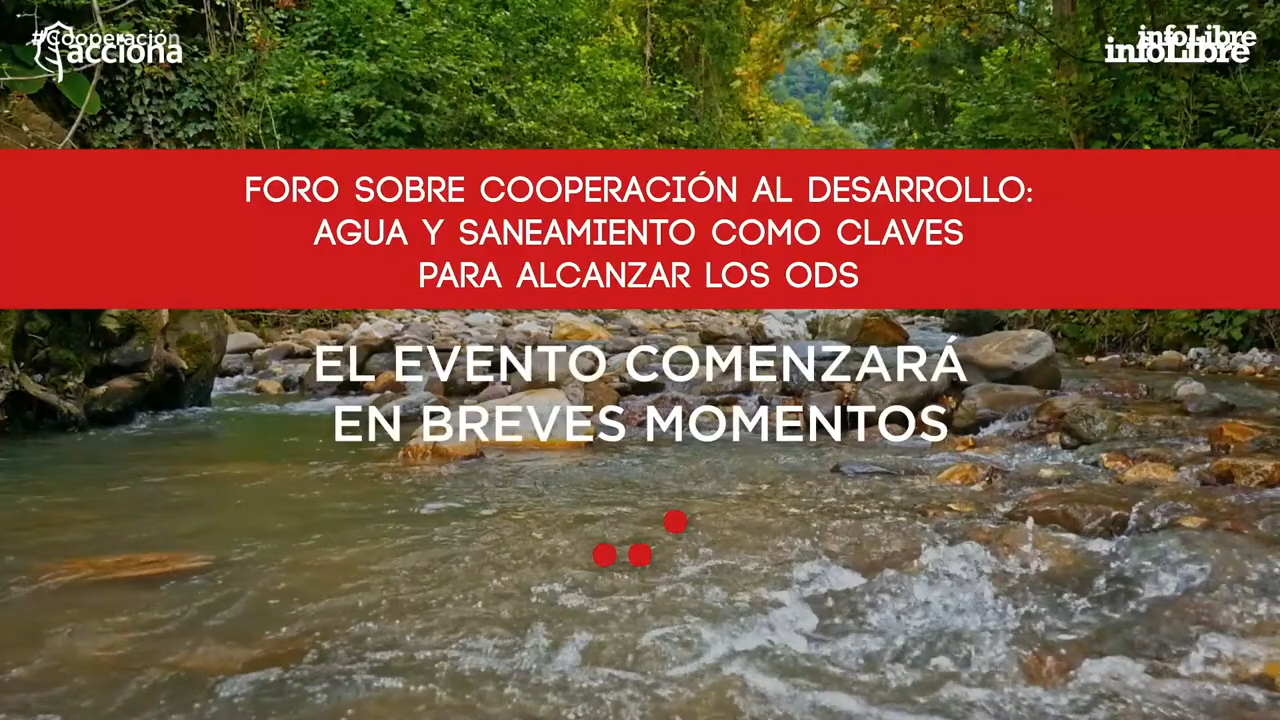 #Cooperación
acciona
infoLibre
infoLibre
FORO SOBRE COOPERACIÓN AL DESARROLLO:
AGUA Y SANEAMIENTO COMO CLAVES
PARA ALCANZAR LOS ODS
EL EVENTO COMENZARÁ
EN BREVES MOMENTOS